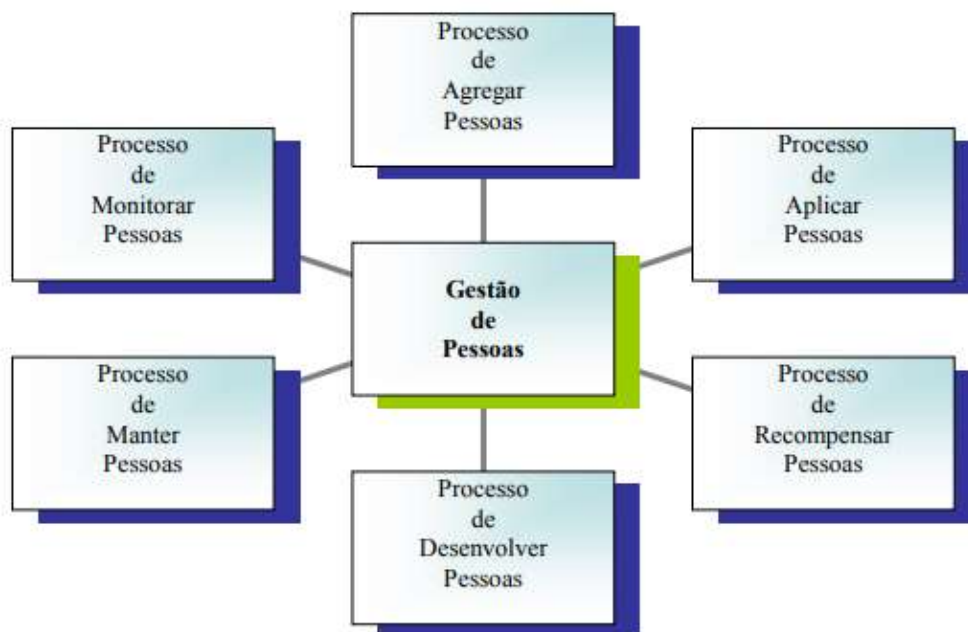 Processo
de
Agregar
Pessoas
Processo
de
Monitorar
Pessoas
Processo
de
Aplicar
Pessoas
Gestão
de
Pessoas
Processo
de
Manter
Pessoas
Processo
de
Recompensar
Pessoas
Processo
de
Desenvolver
Pessoas